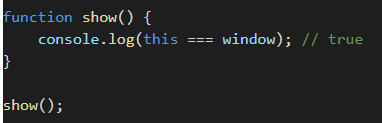 function show() {
    console.log(this === window); // true
}
show();